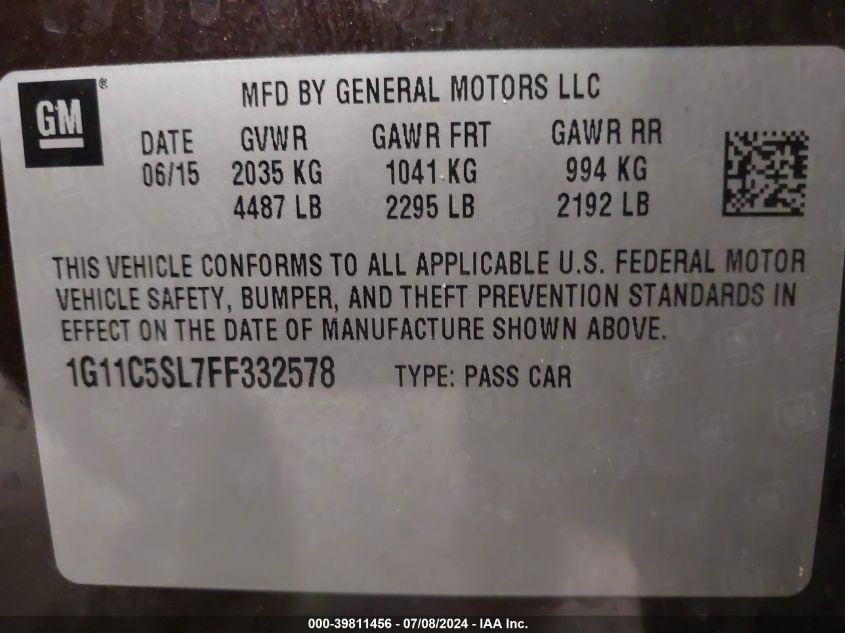 GM ®
MFD BY GENERAL MOTORS LLC
DATE GVWR GAWR FRT GAWR RR
06/15 2035 KG 1041 KG 994 KG
4487 LB 2295 LB 2192 LB
THIS VEHICLE CONFORMS TO ALL APPLICABLE U.S. FEDERAL MOTOR
VEHICLE SAFETY, BUMPER, AND THEFT PREVENTION STANDARDS IN
EFFECT ON THE DATE OF MANUFACTURE SHOWN ABOVE.
1G11C5SL7FF332578 TYPE: PASS CAR
000-39811456 / 07/08/2024 - IAA Inc.